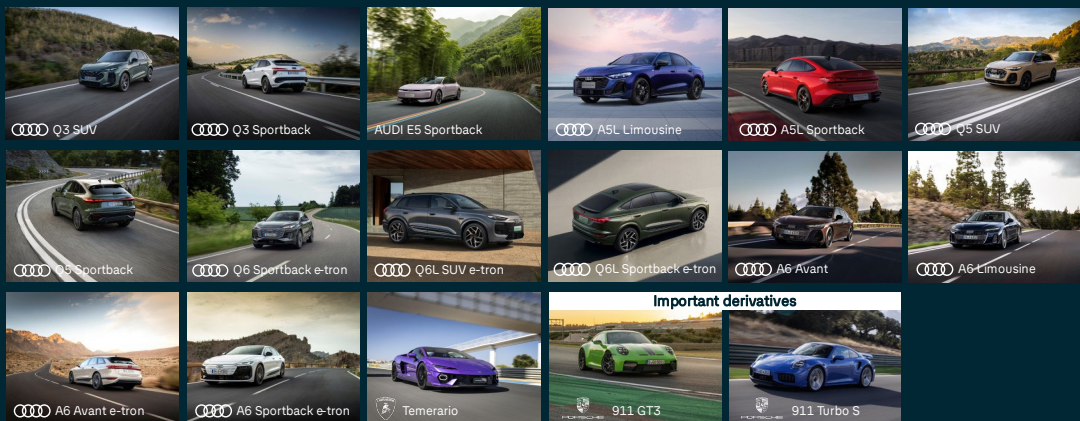 Q3 SUV
Q3 Sportback
AUDI E5 Sportback
A5L Limousine
A5L Sportback
Q5 SUV
Q5 Sportback
Q6 Sportback e-tron
Q6L SUV e-tron
Q6L Sportback e-tron
A6 Avant
A6 Limousine
A6 Avant e-tron
A6 Sportback e-tron
Temerario
Important derivatives
PORSCHE 911 GT3
PORSCHE 911 Turbo S